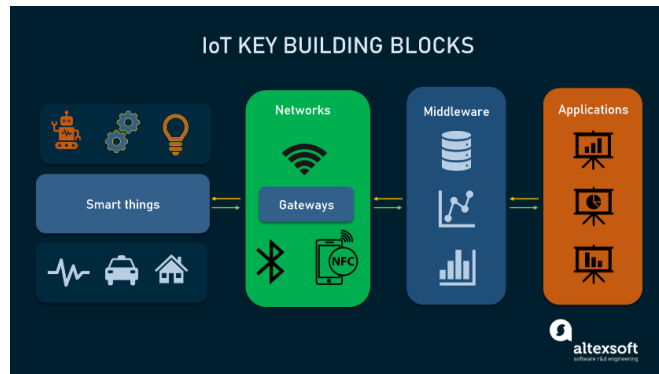 IoT KEY BUILDING BLOCKS
Networks
Middleware
Applications
Smart things
Gateways
NFC
altexsoft
software r&d engineering